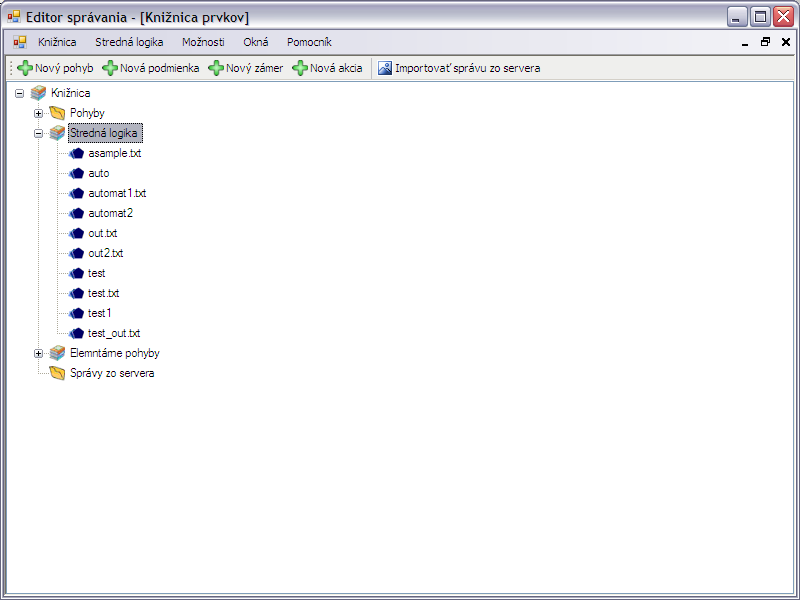 Editor správania - [Knižnica prvkov]
Knižnica Stredná logika Možnosti Okná Pomocník
Nový pohyb Nová podmienka Nový zámer Nová akcia Importovať správu zo servera
Knižnica
Pohyby
Stredná logika
asample.txt
auto
automat1.txt
automat2
out.txt
out2.txt
test
test.txt
test1
test_out.txt
Elemntárne pohyby
Správy zo servera